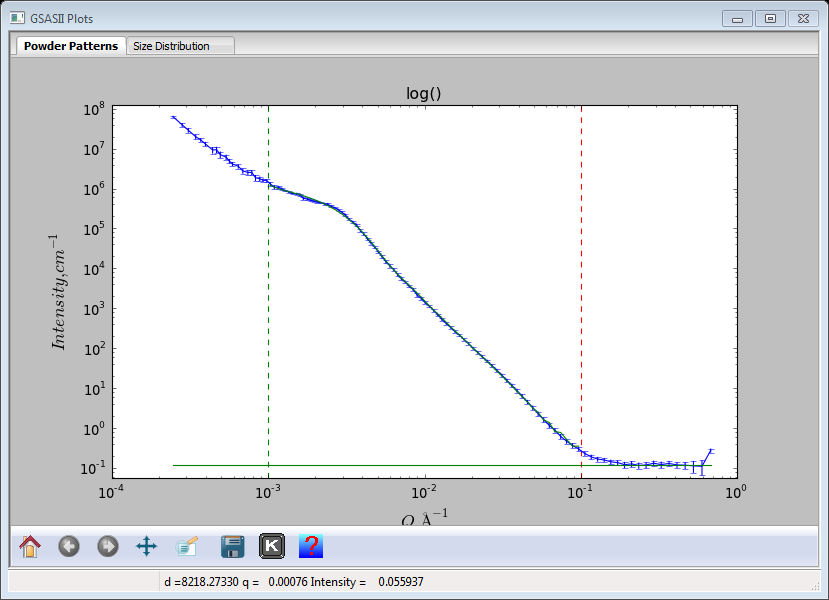 GSASII Plots
Powder Patterns Size Distribution
log()
10^8
10^7
10^6
10^5
10^4
10^3
10^2
10^1
10^0
10^-1
Intensity,cm^-1
10^-4 10^-3 10^-2 10^-1 10^0
Q Å^-1
K ?
d =8218.27330 q = 0.00076 Intensity = 0.055937